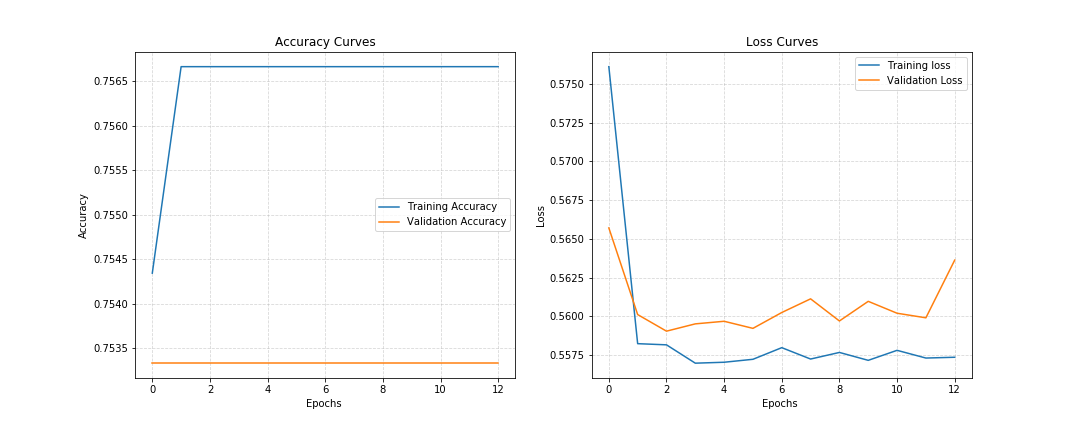 Accuracy Curves
0.7565
0.7560
0.7555
0.7550
0.7545
0.7540
0.7535
Accuracy
0 2 4 6 8 10 12
Epochs
Training Accuracy
Validation Accuracy
Loss Curves
0.5750
0.5725
0.5700
0.5675
0.5650
0.5625
0.5600
0.5575
Loss
0 2 4 6 8 10 12
Epochs
Training loss
Validation Loss